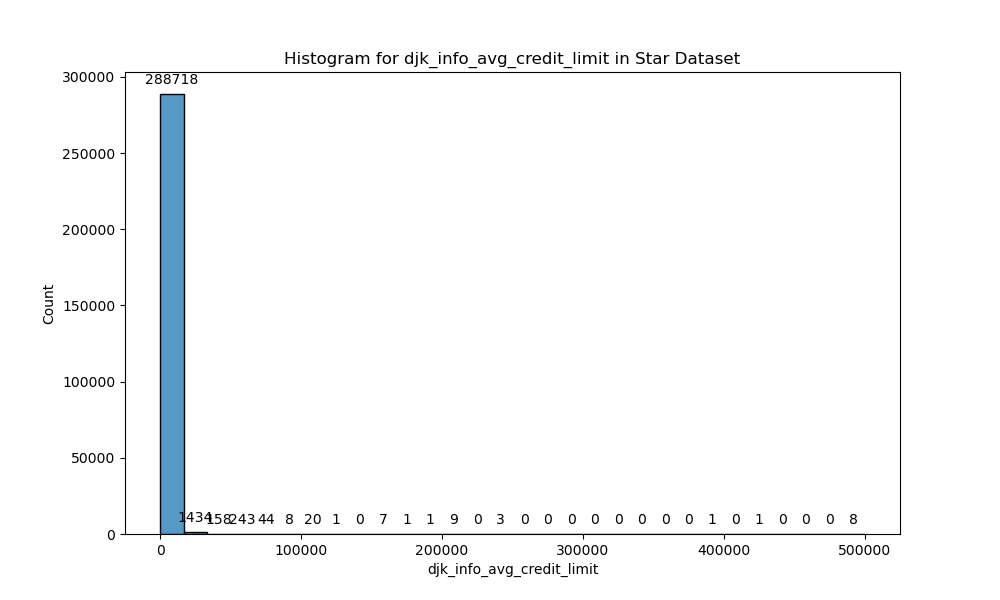 Histogram for djk_info_avg_credit_limit in Star Dataset
300000
288718
250000
200000
150000
100000
50000
0
Count
1434 158 243 44 8 20 1 0 7 1 1 9 0 3 0 0 0 0 0 0 0 0 1 0 1 0 0 0 8
0 100000 200000 300000 400000 500000
djk_info_avg_credit_limit